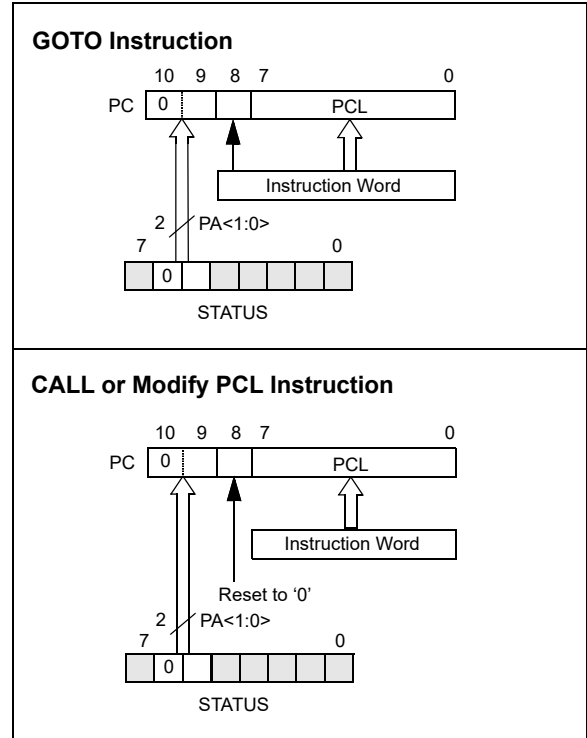 GOTO Instruction
10 9 8 7 0
PC 0 PCL
Instruction Word
2 PA<1:0>
7 0
0
STATUS
CALL or Modify PCL Instruction
10 9 8 7 0
PC 0 PCL
Instruction Word
Reset to ‘0’
2 PA<1:0>
7 0
0
STATUS